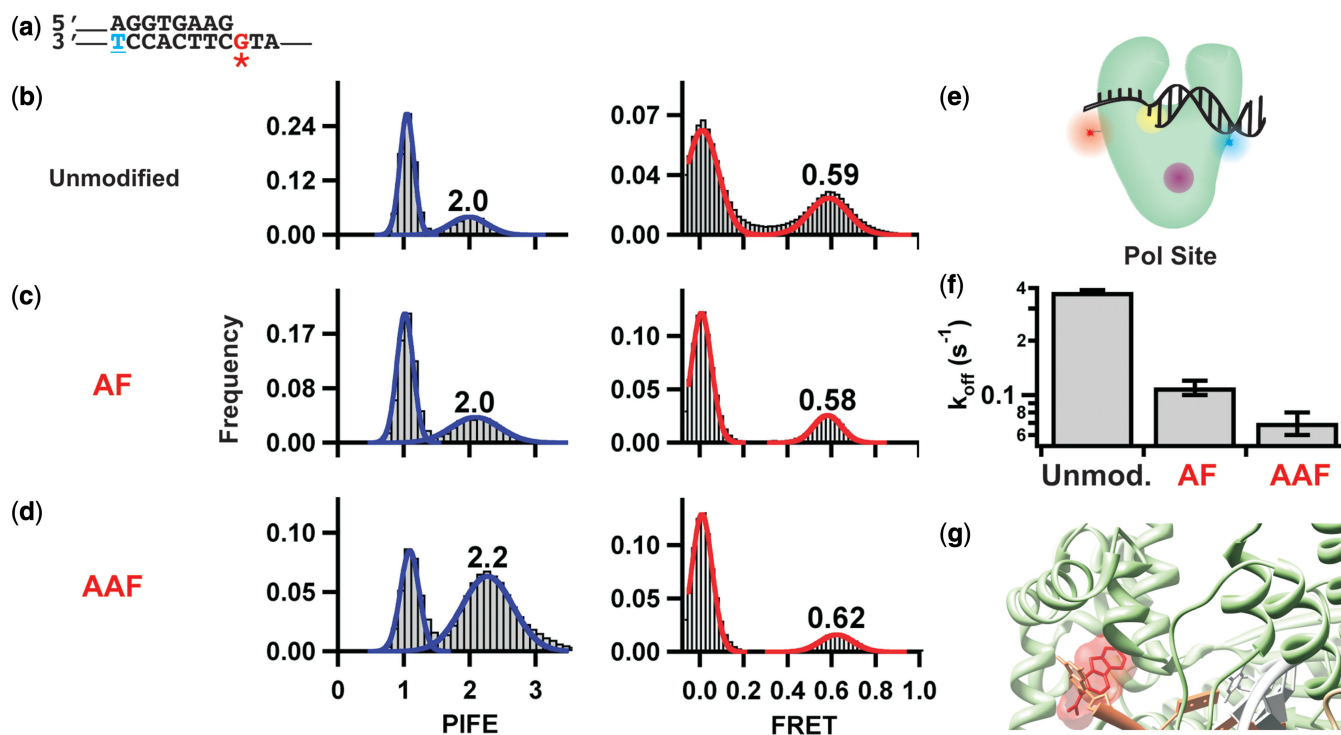 (a)
5′ AGGTGAAG
3′ TCCACTTCGTA
*
(b)
Unmodified
0.24
0.12
0.00
2.0
0.07
0.04
0.00
0.59
(c)
AF
Frequency
0.17
0.08
0.00
2.0
0.10
0.05
0.00
0.58
(d)
AAF
0.10
0.05
0.00
2.2
0 1 2 3
PIFE
0.10
0.05
0.00
0.62
0.0 0.2 0.4 0.6 0.8 1.0
FRET
(e)
Pol Site
(f)
koff (s-1)
4
2
0.1
8
6
Unmod. AF AAF
(g)